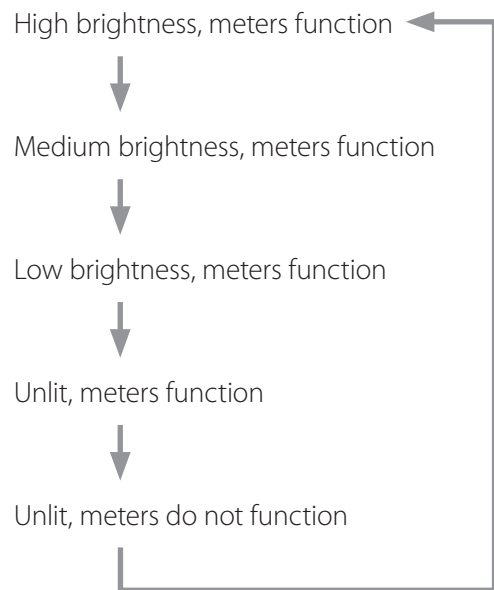 High brightness, meters function
Medium brightness, meters function
Low brightness, meters function
Unlit, meters function
Unlit, meters do not function